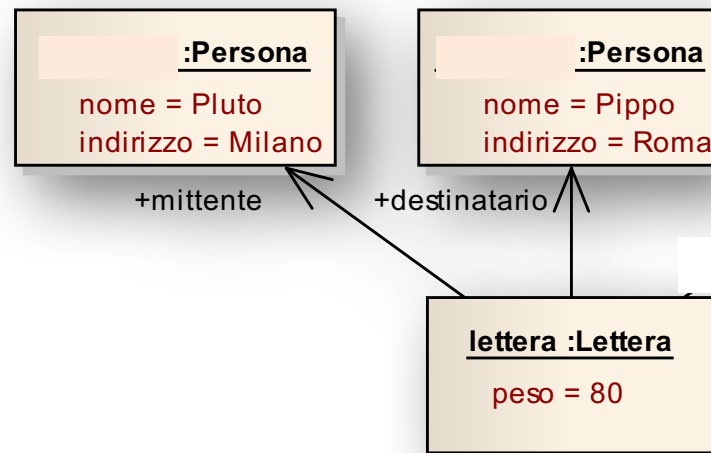 :Persona
nome = Pluto
indirizzo = Milano
:Persona
nome = Pippo
indirizzo = Roma
+mittente
+destinatario
lettera :Lettera
peso = 80